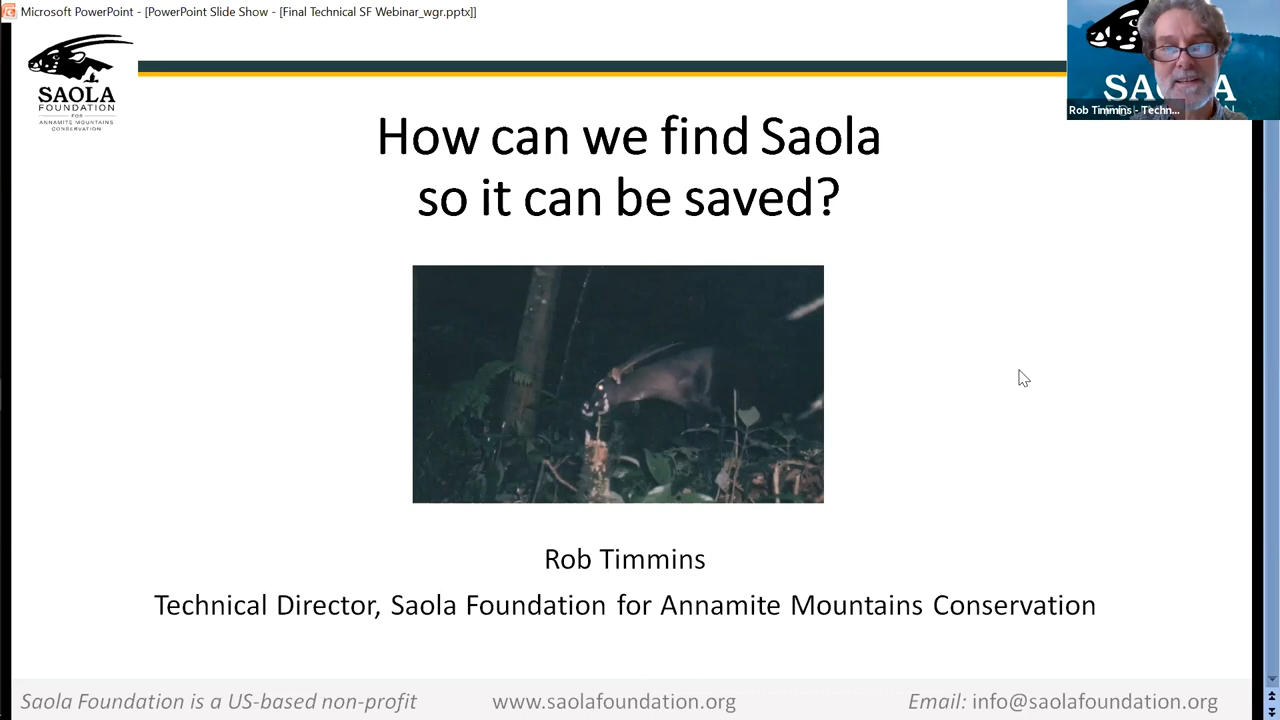 Microsoft PowerPoint - [PowerPoint Slide Show - [Final Technical SF Webinar_wgr.pptx]]
SAOLA
FOUNDATION
FOR
ANNAMITE MOUNTAINS
CONSERVATION
Rob Timmins - Techn...
How can we find Saola
so it can be saved?
Rob Timmins
Technical Director, Saola Foundation for Annamite Mountains Conservation
Saola Foundation is a US-based non-profit
www.saolafoundation.org
Email: info@saolafoundation.org